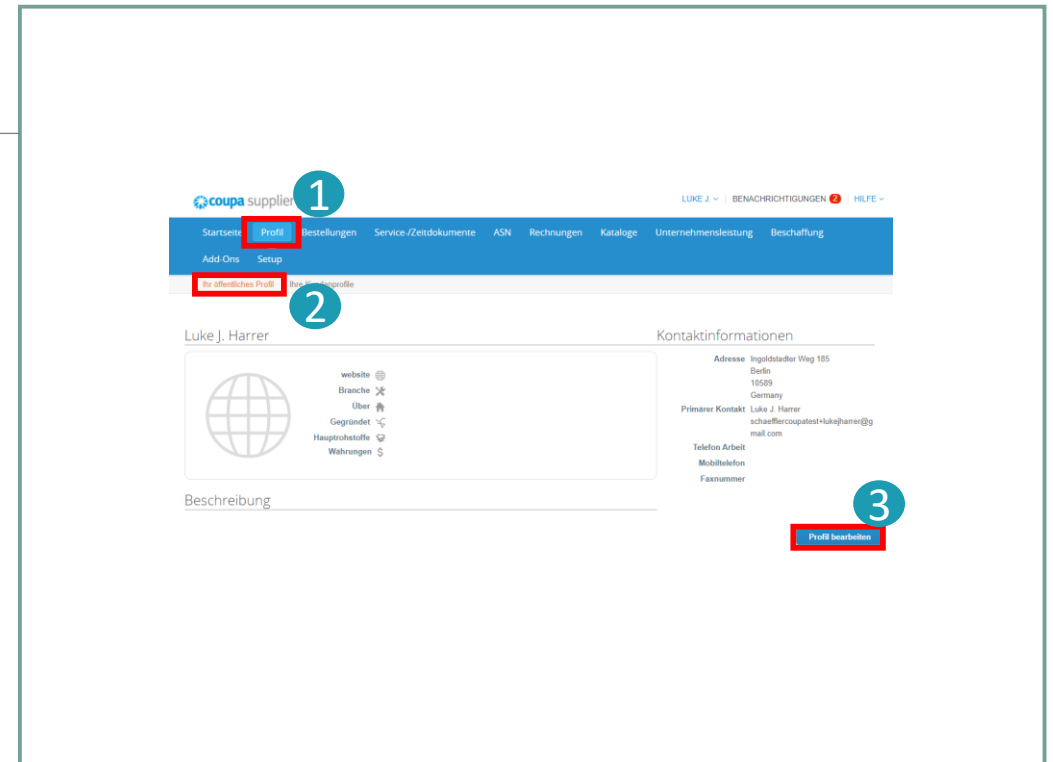 1
coupa supplier
LUKE J. BENACHRICHTIGUNGEN 2 HILFE
Startseite Profil Bestellungen Service-/Zeitdokumente ASN Rechnungen Kataloge Unternehmensleistung Beschaffung
Add-Ons Setup
Ihr öffentliches Profil Ihre Kundenprofile
2
Luke J. Harrer
website
Branche
Über
Gegründet
Hauptrohstoffe
Währungen $
Beschreibung
Kontaktinformationen
Adresse Ingoldstadter Weg 185
Berlin
10589
Germany
Primärer Kontakt Luke J. Harrer
schaefflercoupatest+lukejharrer@g
mail.com
Telefon Arbeit
Mobiltelefon
Faxnummer
3
Profil bearbeiten